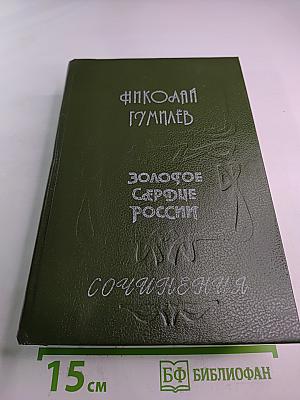 НИКОЛАЙ
ГУМИЛЁВ
ЗОЛОТОЕ
СЕРДЦЕ
РОССИИ
СОЧИНЕНИЯ
15 см
БФ БИБЛИОФАН